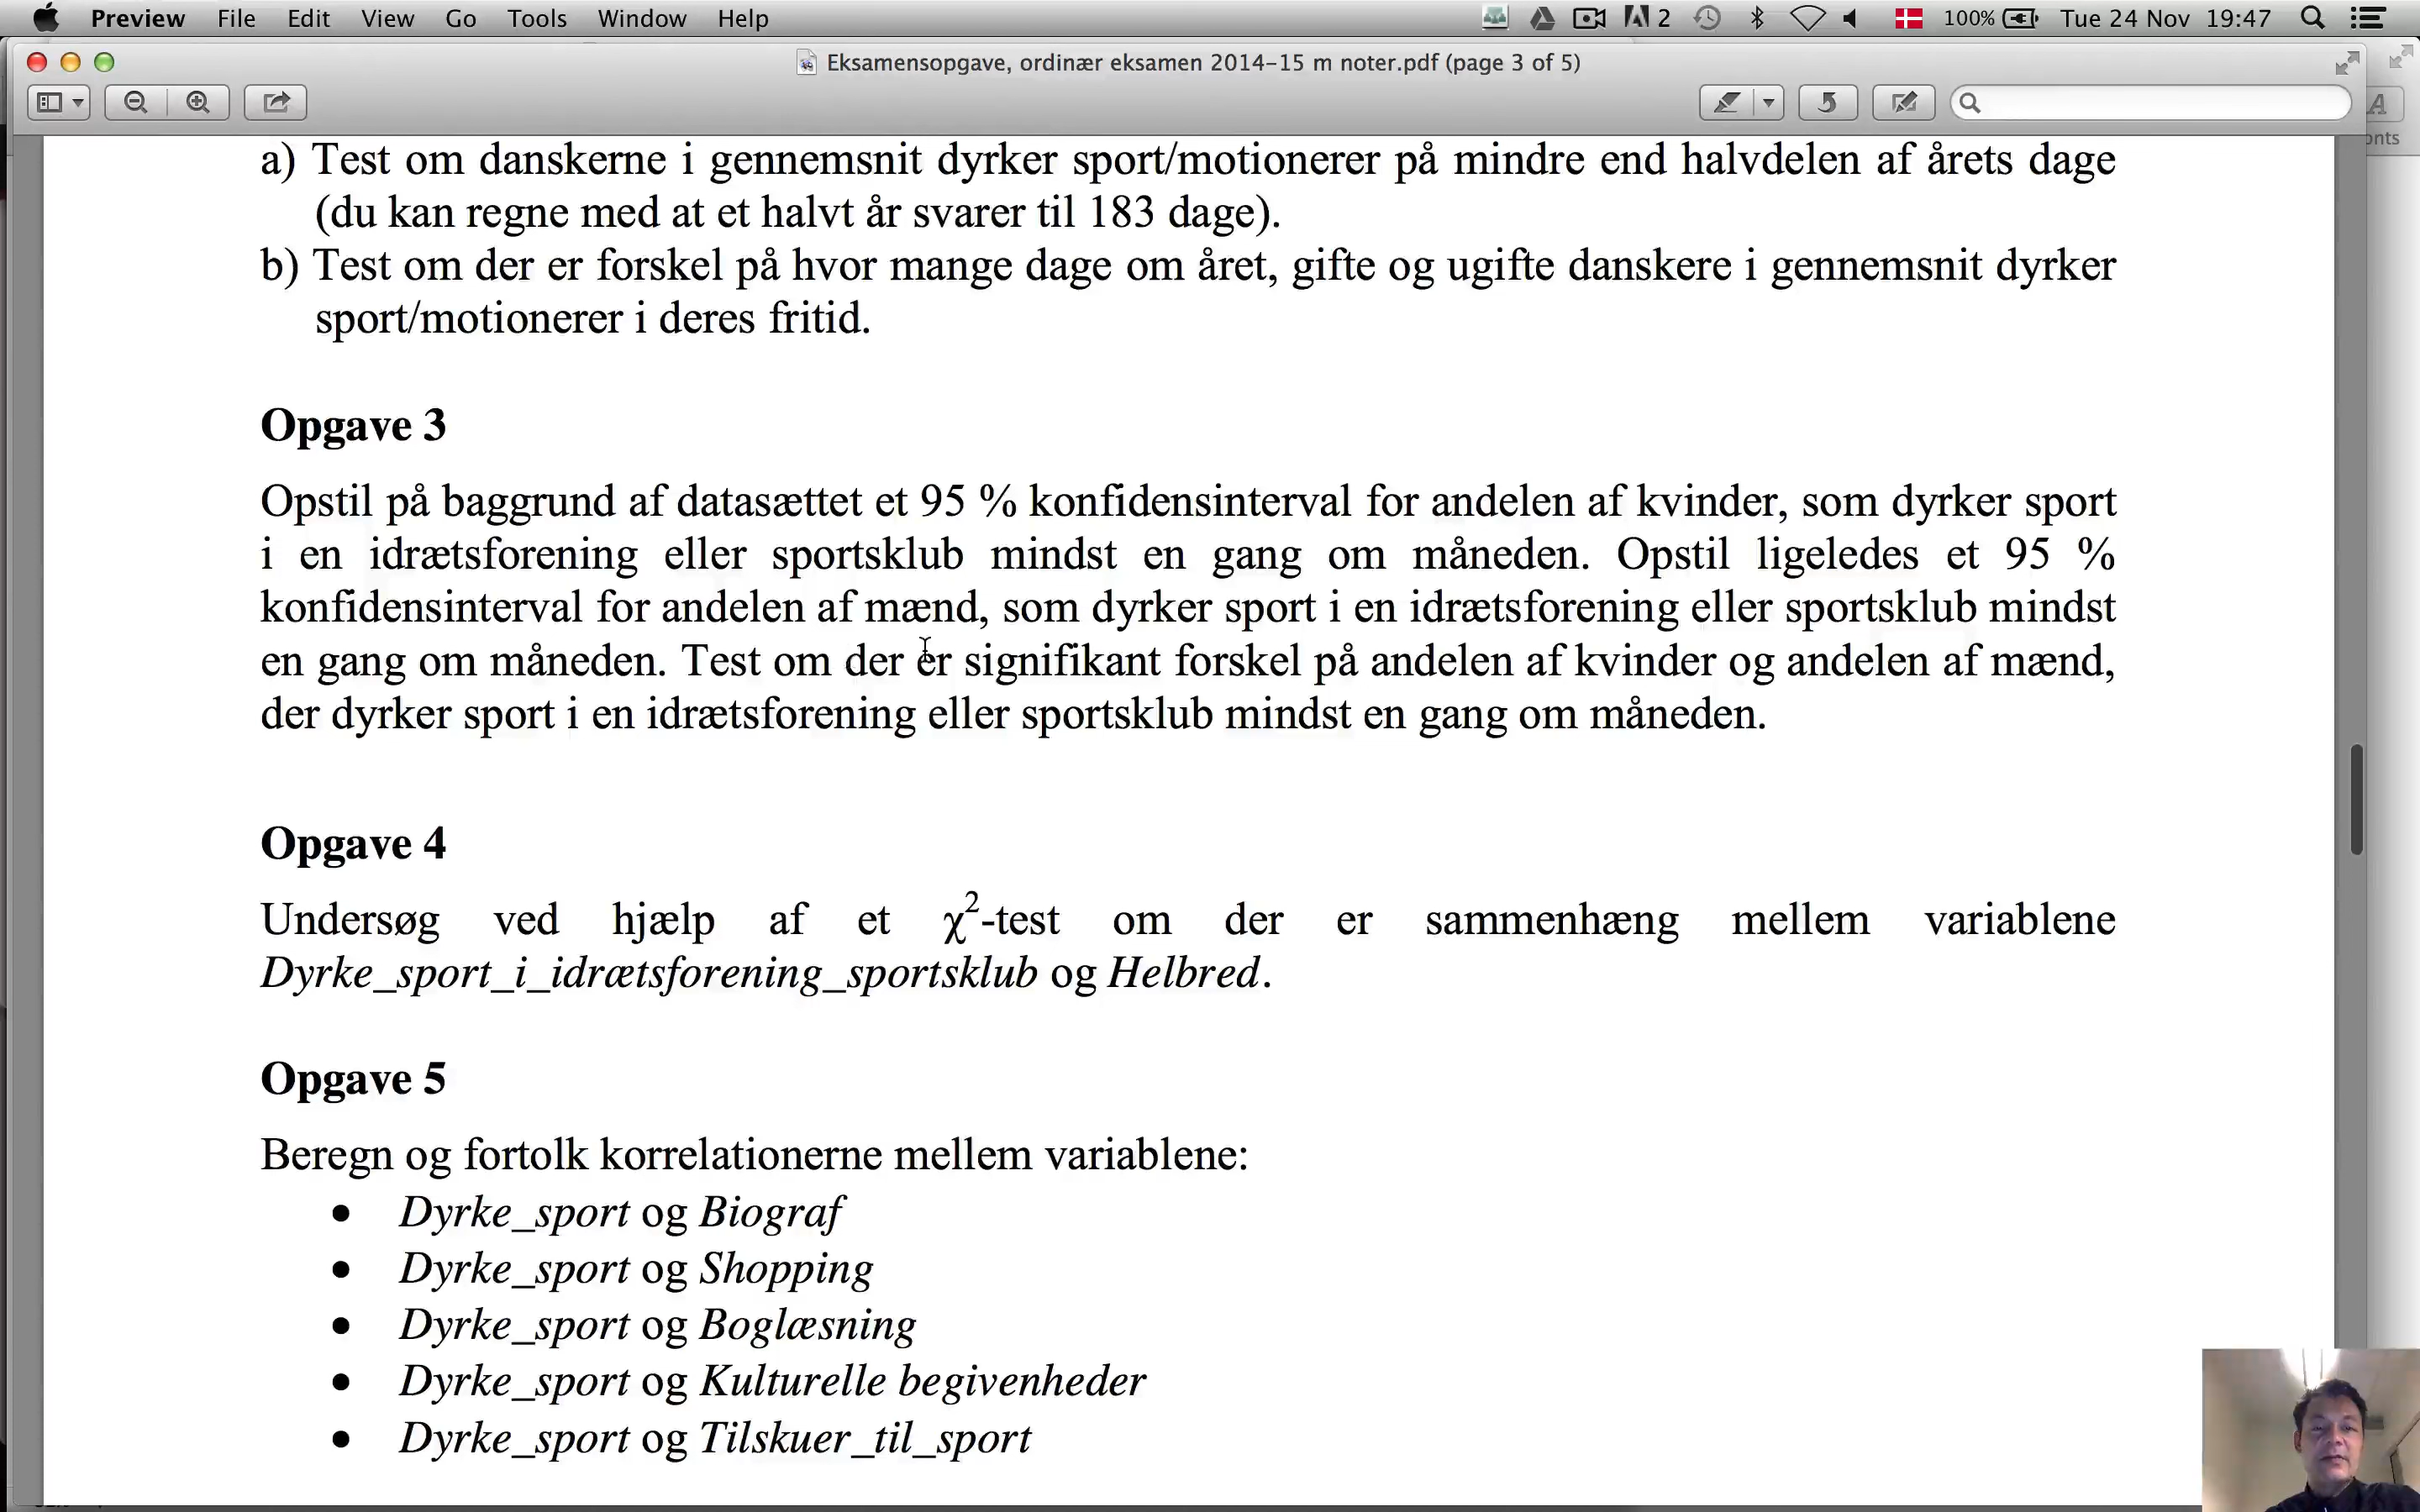 Preview File Edit View Go Tools Window Help 2 100% Tue 24 Nov 19:47
Eksamensopgave, ordinær eksamen 2014-15 m noter.pdf (page 3 of 5)
a) Test om danskerne i gennemsnit dyrker sport/motionerer på mindre end halvdelen af årets dage
(du kan regne med at et halvt år svarer til 183 dage).
b) Test om der er forskel på hvor mange dage om året, gifte og ugifte danskere i gennemsnit dyrker
sport/motionerer i deres fritid.
Opgave 3
Opstil på baggrund af datasættet et 95 % konfidensinterval for andelen af kvinder, som dyrker sport
i en idrætsforening eller sportsklub mindst en gang om måneden. Opstil ligeledes et 95 %
konfidensinterval for andelen af mænd, som dyrker sport i en idrætsforening eller sportsklub mindst
en gang om måneden. Test om der er signifikant forskel på andelen af kvinder og andelen af mænd,
der dyrker sport i en idrætsforening eller sportsklub mindst en gang om måneden.
Opgave 4
Undersøg ved hjælp af et χ²-test om der er sammenhæng mellem variablene
Dyrke_sport_i_idrætsforening_sportsklub og Helbred.
Opgave 5
Beregn og fortolk korrelationerne mellem variablene:
• Dyrke_sport og Biograf
• Dyrke_sport og Shopping
• Dyrke_sport og Boglæsning
• Dyrke_sport og Kulturelle begivenheder
• Dyrke_sport og Tilskuer_til_sport